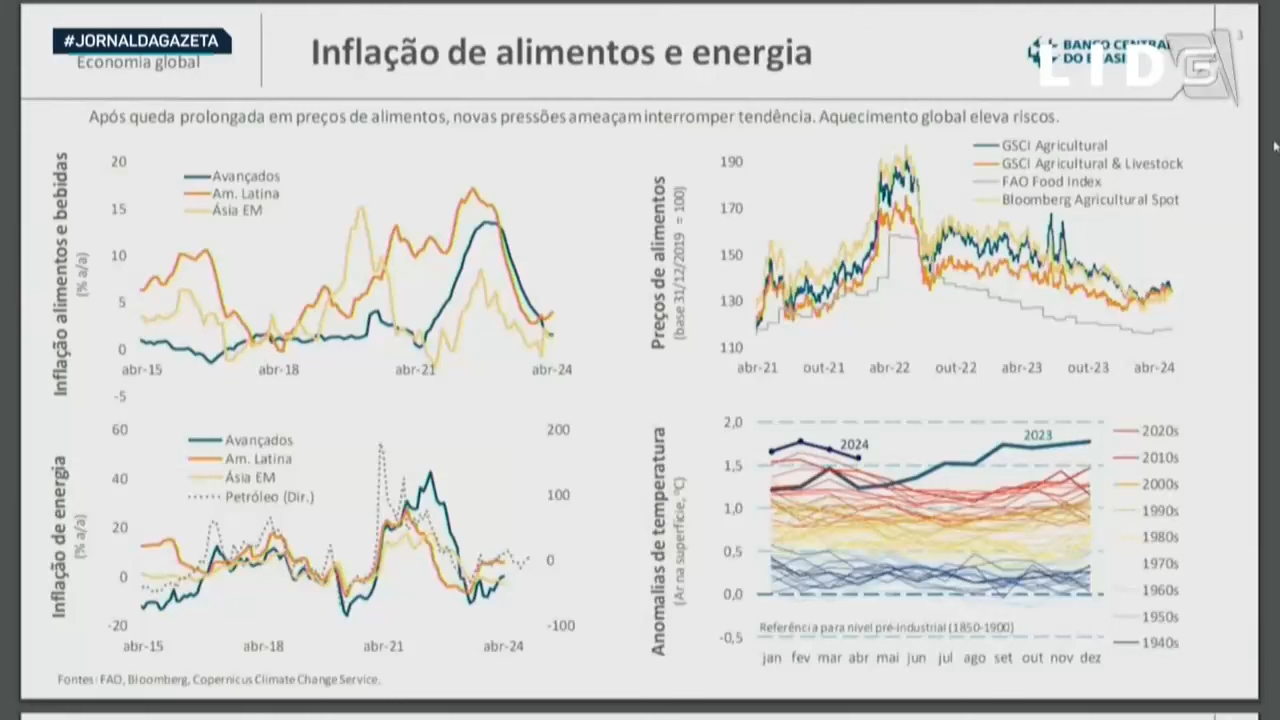 #JORNALDAGAZETA
Economia global
Inflação de alimentos e energia
BANCO CENTRAL
DO BRASIL
3
Após queda prolongada em preços de alimentos, novas pressões ameaçam interromper tendência. Aquecimento global eleva riscos.
Inflação alimentos e bebidas
(% a/a)
20
15
10
5
0
-5
Avançados
Am. Latina
Ásia EM
abr-15 abr-18 abr-21 abr-24
Preços de alimentos
(base 31/12/2019 = 100)
190
170
150
130
110
GSCI Agricultural
GSCI Agricultural & Livestock
FAO Food Index
Bloomberg Agricultural Spot
abr-21 out-21 abr-22 out-22 abr-23 out-23 abr-24
Inflação de energia
(% a/a)
60
40
20
0
-20
Avançados
Am. Latina
Ásia EM
Petróleo (Dir.)
200
100
0
-100
abr-15 abr-18 abr-21 abr-24
Anomalias de temperatura
(Ar na superfície, °C)
2,0
1,5
1,0
0,5
0,0
-0,5
2024
2023
Referência para nível pré-industrial (1850-1900)
jan fev mar abr mai jun jul ago set out nov dez
2020s
2010s
2000s
1990s
1980s
1970s
1960s
1950s
1940s
Fontes: FAO, Bloomberg, Copernicus Climate Change Service.